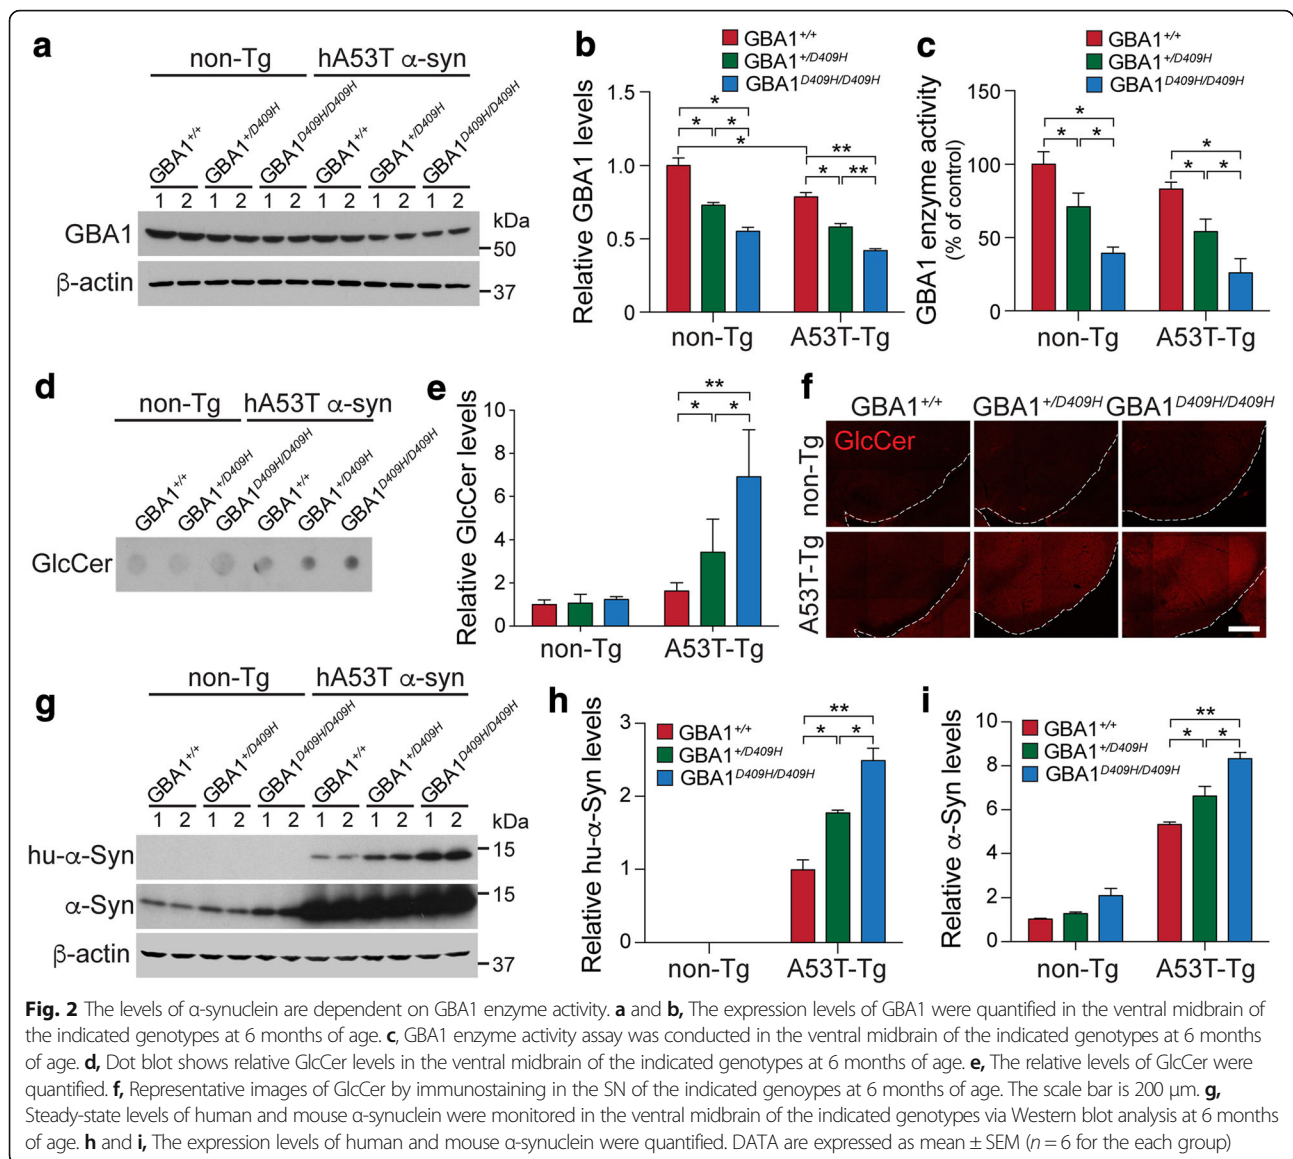 a
non-Tg hA53T α-syn
GBA1+/+ GBA1+/D409H GBA1D409H/D409H GBA1+/+ GBA1+/D409H GBA1D409H/D409H
1 2 1 2 1 2 1 2 1 2 1 2 kDa
GBA1 50
β-actin 37
b
GBA1+/+
GBA1+/D409H
GBA1D409H/D409H
Relative GBA1 levels
1.5
1.0
0.5
0
* * * * ** * **
non-Tg A53T-Tg
c
GBA1+/+
GBA1+/D409H
GBA1D409H/D409H
GBA1 enzyme activity
(% of control)
150
100
50
0
* * * * * *
non-Tg A53T-Tg
d
non-Tg hA53T α-syn
GBA1+/+ GBA1+/D409H GBA1D409H/D409H GBA1+/+ GBA1+/D409H GBA1D409H/D409H
GlcCer
e
Relative GlcCer levels
10
8
6
4
2
0
** * *
non-Tg A53T-Tg
f
GBA1+/+ GBA1+/D409H GBA1D409H/D409H
GlcCer
non-Tg
A53T-Tg
g
non-Tg hA53T α-syn
GBA1+/+ GBA1+/D409H GBA1D409H/D409H GBA1+/+ GBA1+/D409H GBA1D409H/D409H
1 2 1 2 1 2 1 2 1 2 1 2 kDa
hu-α-Syn 15
α-Syn 15
β-actin 37
h
GBA1+/+
GBA1+/D409H
GBA1D409H/D409H
Relative hu-α-Syn levels
3
2
1
0
** * *
non-Tg A53T-Tg
i
GBA1+/+
GBA1+/D409H
GBA1D409H/D409H
Relative α-Syn levels
10
8
6
4
2
0
** * *
non-Tg A53T-Tg
Fig. 2 The levels of α-synuclein are dependent on GBA1 enzyme activity. a and b, The expression levels of GBA1 were quantified in the ventral midbrain of
the indicated genotypes at 6 months of age. c, GBA1 enzyme activity assay was conducted in the ventral midbrain of the indicated genotypes at 6 months
of age. d, Dot blot shows relative GlcCer levels in the ventral midbrain of the indicated genotypes at 6 months of age. e, The relative levels of GlcCer were
quantified. f, Representative images of GlcCer by immunostaining in the SN of the indicated genoypes at 6 months of age. The scale bar is 200 μm. g,
Steady-state levels of human and mouse α-synuclein were monitored in the ventral midbrain of the indicated genotypes via Western blot analysis at 6 months
of age. h and i, The expression levels of human and mouse α-synuclein were quantified. DATA are expressed as mean ± SEM (n = 6 for the each group)